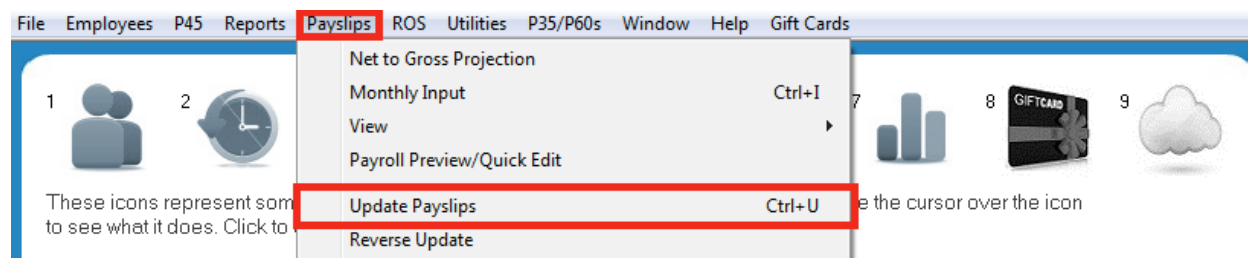 File Employees P45 Reports Payslips ROS Utilities P35/P60s Window Help Gift Cards
Net to Gross Projection
Monthly Input Ctrl+I
View
Payroll Preview/Quick Edit
Update Payslips Ctrl+U
Reverse Update
1 2 7 8 GIFTCARD 9
These icons represent som e the cursor over the icon
to see what it does. Click to